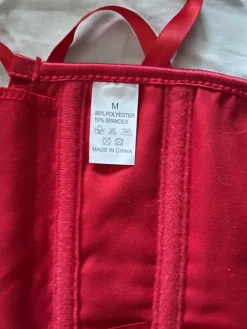 M
90% POLYESTER
10% SPANDEX
MADE IN CHINA